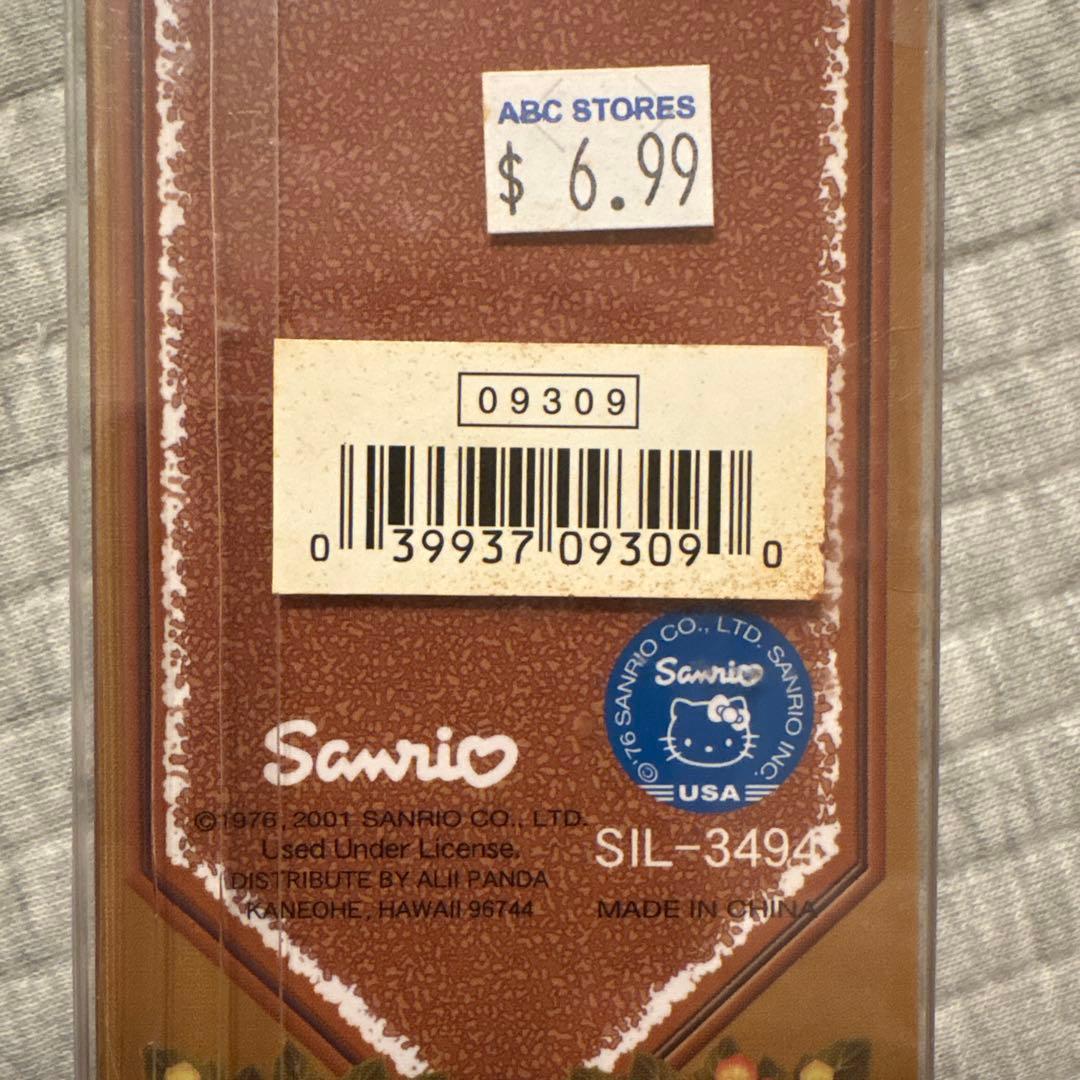 ABC STORES
$ 6.99
09309
0 39937 09309 0
©'76 SANRIO CO., LTD. SANRIO INC.
Sanrio
USA
Sanrio
©1976, 2001 SANRIO CO., LTD.
Used Under License.
DISTRIBUTE BY ALII PANDA
KANEOHE, HAWAII 96744
SIL-3494
MADE IN CHINA